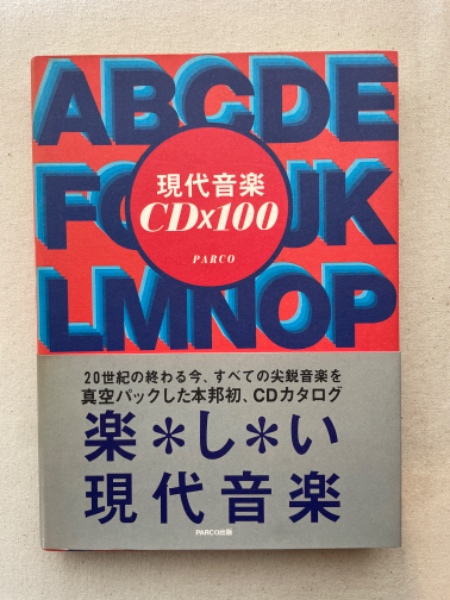 ABCDE
現代音楽
CDX100
FG JK
PARCO
LMNOP
20世紀の終わる今、すべての尖鋭音楽を
真空パックした本邦初、CDカタログ
楽*し*い
現代音楽
PARCO出版